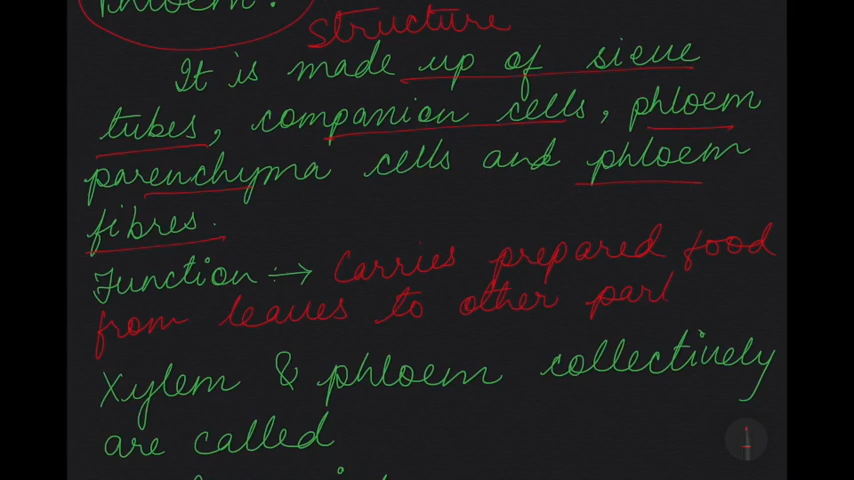 Phloem :
Structure
It is made up of sieve
tubes, companion cells, phloem
parenchyma cells and phloem
fibres.
Function :→ Carries prepared food
from leaves to other part
Xylem & phloem collectively
are called